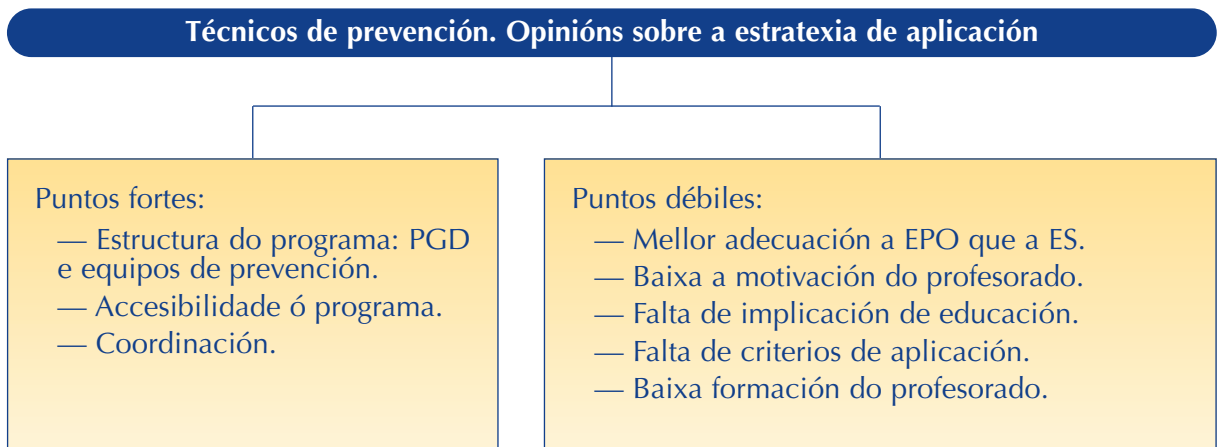 Técnicos de prevención. Opinións sobre a estratexia de aplicación
Puntos fortes:
— Estructura do programa: PGD
e equipos de prevención.
— Accesibilidade ó programa.
— Coordinación.
Puntos débiles:
— Mellor adecuación a EPO que a ES.
— Baixa a motivación do profesorado.
— Falta de implicación de educación.
— Falta de criterios de aplicación.
— Baixa formación do profesorado.